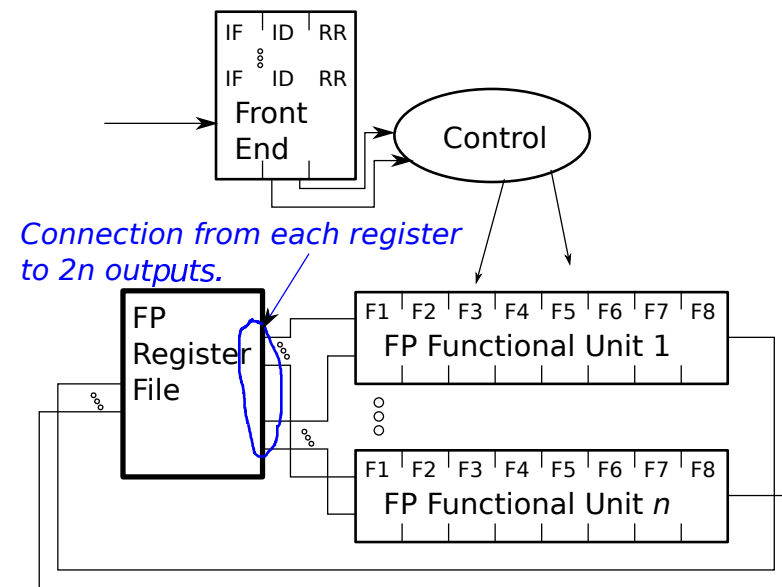 IF ID RR
IF ID RR
Front
End
Control
Connection from each register
to 2n outputs.
FP
Register
File
F1 F2 F3 F4 F5 F6 F7 F8
FP Functional Unit 1
F1 F2 F3 F4 F5 F6 F7 F8
FP Functional Unit n